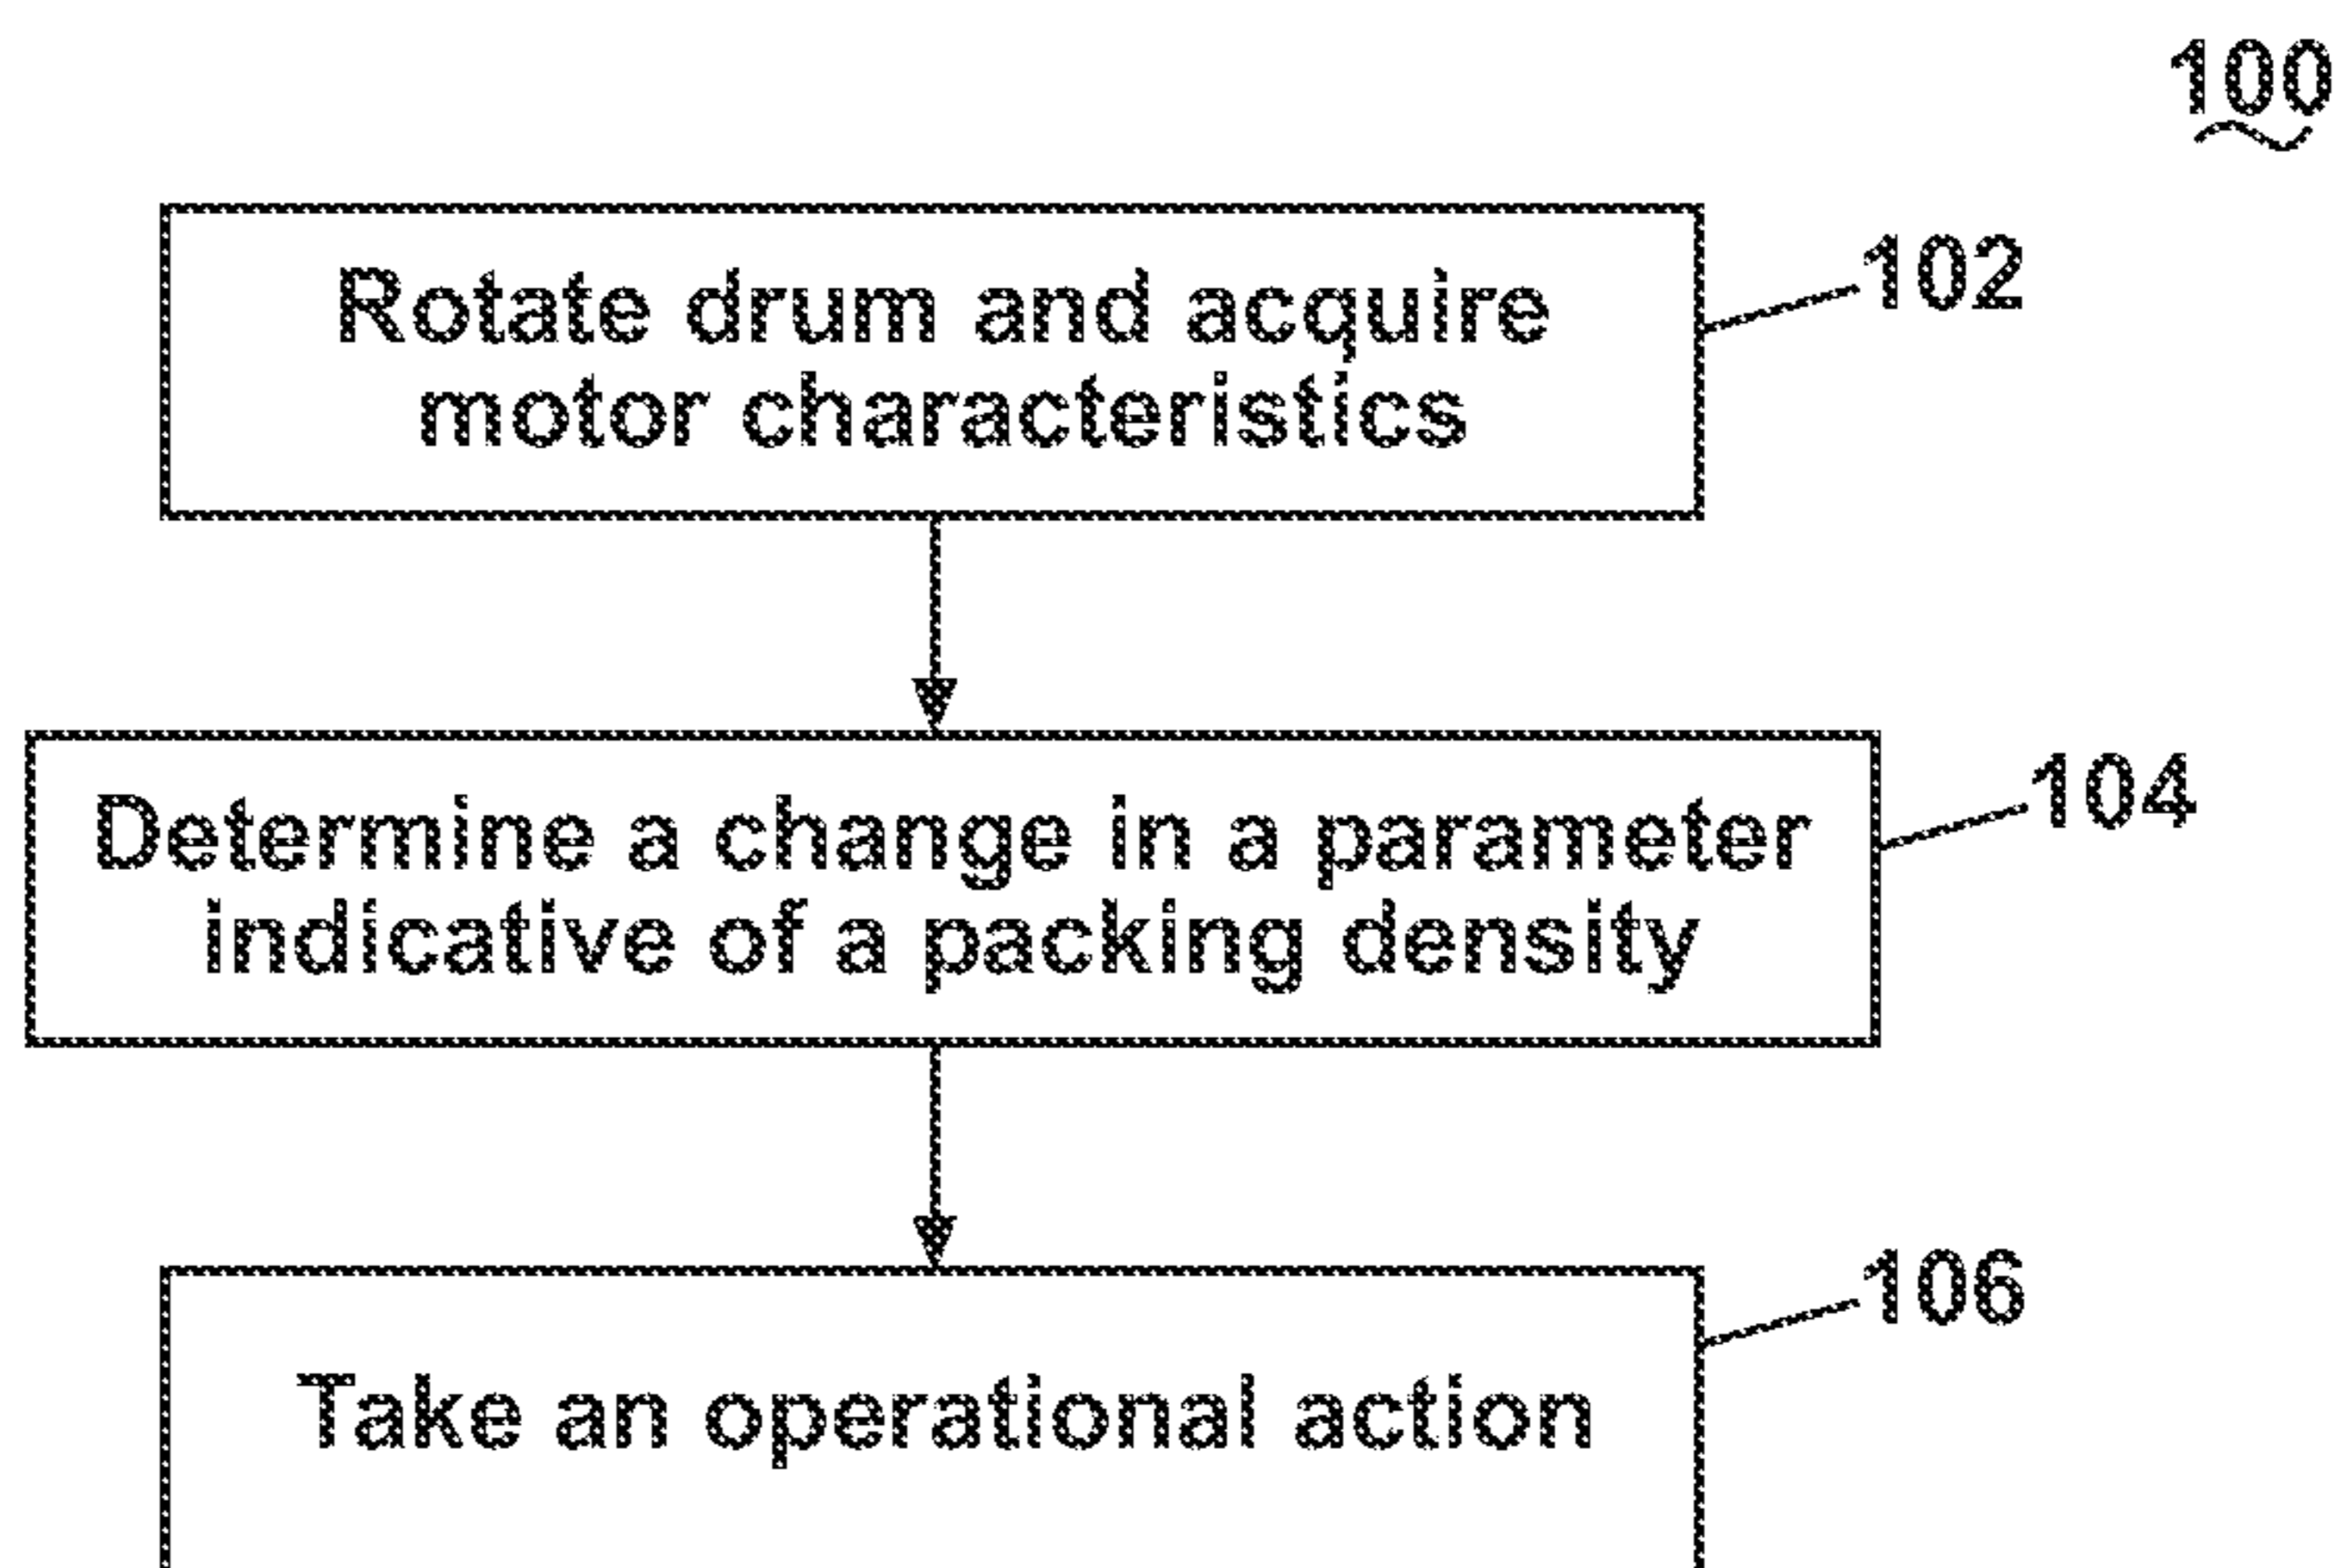 100
Rotate drum and acquire
motor characteristics
102
Determine a change in a parameter
indicative of a packing density
104
Take an operational action
106